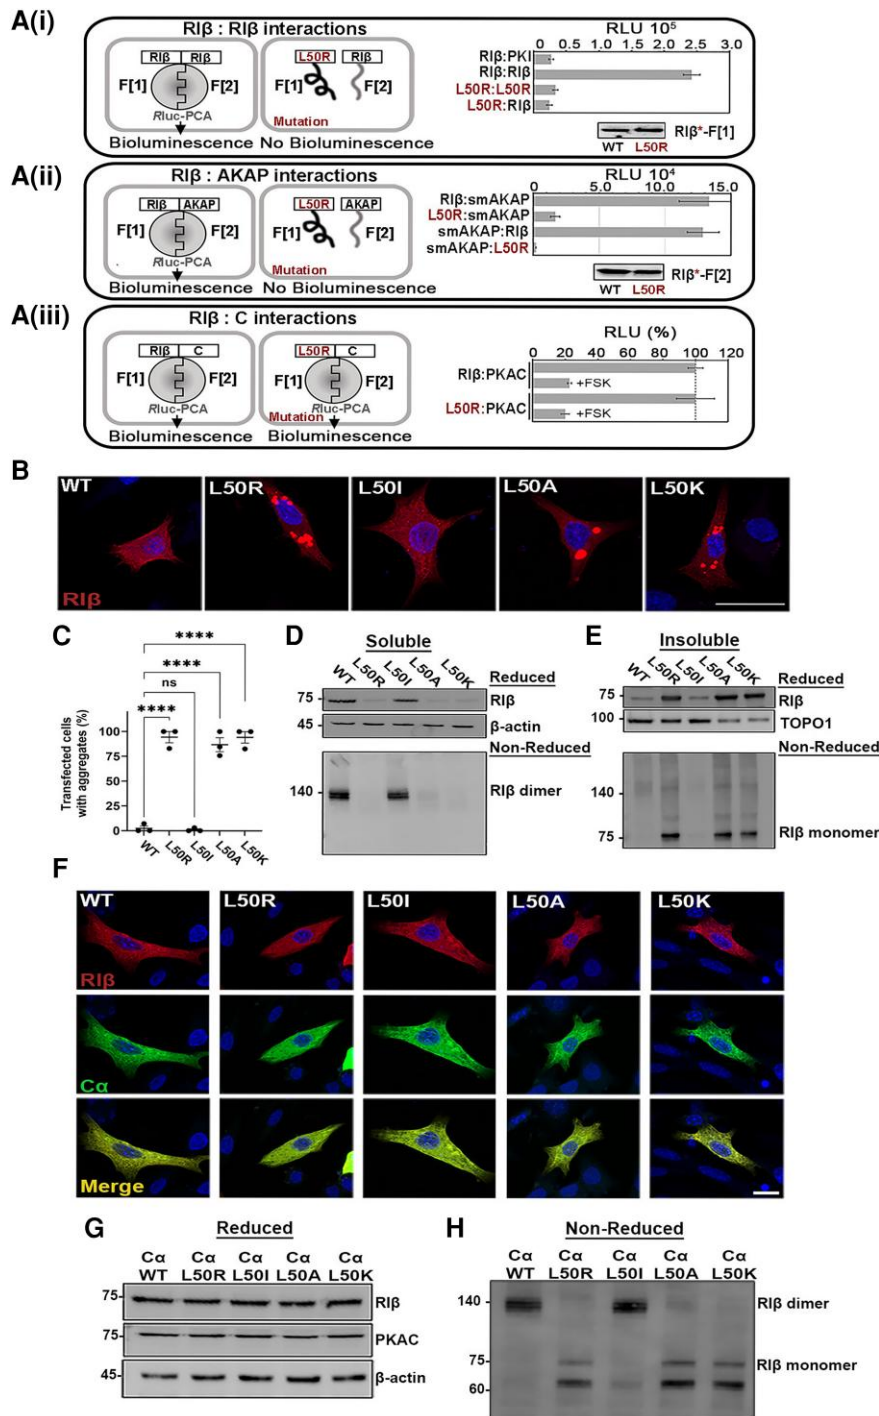 A(i)
RIβ : RIβ interactions
RIβ RIβ
F[1] F[2]
Rluc-PCA
Bioluminescence
L50R RIβ
F[1] F[2]
Mutation
No Bioluminescence
RLU 10⁵
0.0 0.5 1.0 1.5 2.0 2.5 3.0
RIβ:PKI
RIβ:RIβ
L50R:L50R
L50R:RIβ
WT L50R
RIβ*-F[1]
A(ii)
RIβ : AKAP interactions
RIβ AKAP
F[1] F[2]
Rluc-PCA
Bioluminescence
L50R AKAP
F[1] F[2]
Mutation
No Bioluminescence
RLU 10⁴
0 5.0 10.0 15.0
RIβ:smAKAP
L50R:smAKAP
smAKAP:RIβ
smAKAP:L50R
WT L50R
RIβ*-F[2]
A(iii)
RIβ : C interactions
RIβ C
F[1] F[2]
Rluc-PCA
Bioluminescence
L50R C
F[1] F[2]
Mutation Rluc-PCA
Bioluminescence
RLU (%)
0 20 40 60 80 100 120
RIβ:PKAC
+FSK
L50R:PKAC
+FSK
B
WT L50R L50I L50A L50K
RIβ
C
****
****
ns
****
Transfected cells
with aggregates (%)
100
75
50
25
0
WT L50R L50I L50A L50K
D
Soluble
WT L50R L50I L50A L50K
Reduced
75 RIβ
45 β-actin
Non-Reduced
140 RIβ dimer
E
Insoluble
WT L50R L50I L50A L50K
Reduced
75 RIβ
100 TOPO1
Non-Reduced
140
75 RIβ monomer
F
WT L50R L50I L50A L50K
RIβ
Cα
Merge
G
Reduced
Cα Cα Cα Cα Cα
WT L50R L50I L50A L50K
75 RIβ
75 PKAC
45 β-actin
H
Non-Reduced
Cα Cα Cα Cα Cα
WT L50R L50I L50A L50K
140 RIβ dimer
75 RIβ monomer
60